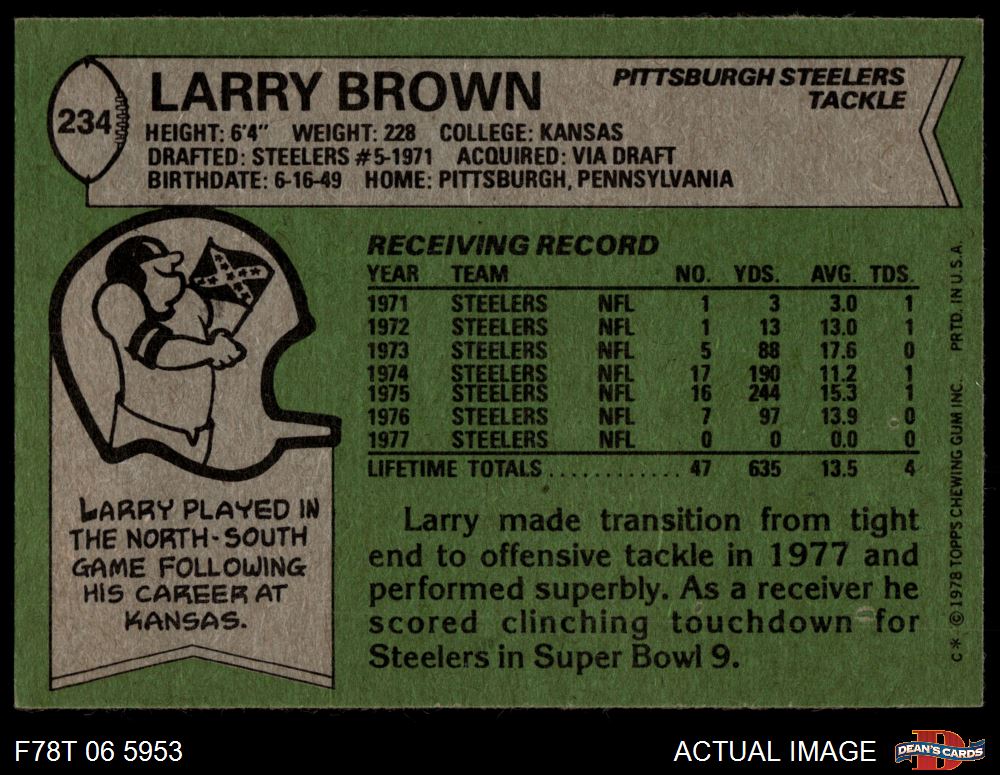 234
LARRY BROWN
PITTSBURGH STEELERS
TACKLE
HEIGHT: 6'4" WEIGHT: 228 COLLEGE: KANSAS
DRAFTED: STEELERS #5-1971 ACQUIRED: VIA DRAFT
BIRTHDATE: 6-16-49 HOME: PITTSBURGH, PENNSYLVANIA
RECEIVING RECORD
YEAR TEAM NO. YDS. AVG. TDS.
1971 STEELERS NFL 1 3 3.0 1
1972 STEELERS NFL 1 13 13.0 1
1973 STEELERS NFL 5 88 17.6 0
1974 STEELERS NFL 17 190 11.2 1
1975 STEELERS NFL 16 244 15.3 1
1976 STEELERS NFL 7 97 13.9 0
1977 STEELERS NFL 0 0 0.0 0
LIFETIME TOTALS ............ 47 635 13.5 4
LARRY PLAYED IN
THE NORTH-SOUTH
GAME FOLLOWING
HIS CAREER AT
KANSAS.
Larry made transition from tight
end to offensive tackle in 1977 and
performed superbly. As a receiver he
scored clinching touchdown for
Steelers in Super Bowl 9.
C* © 1978 TOPPS CHEWING GUM INC. PRTD. IN U.S.A.
F78T 06 5953
ACTUAL IMAGE
D
DEAN'S CARDS